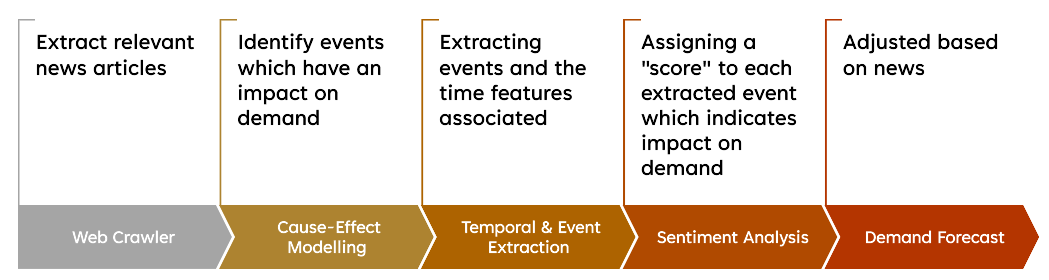 Extract relevant
news articles
Identify events
which have an
impact on
demand
Extracting
events and the
time features
associated
Assigning a
"score" to each
extracted event
which indicates
impact on
demand
Adjusted based
on news
Web Crawler
Cause-Effect
Modelling
Temporal & Event
Extraction
Sentiment Analysis
Demand Forecast